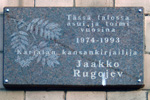 Tässä talossa
asui ja toimi
vuosina
1974-1993
Karjalan kansankirjailija
Jaakko
Rugojev